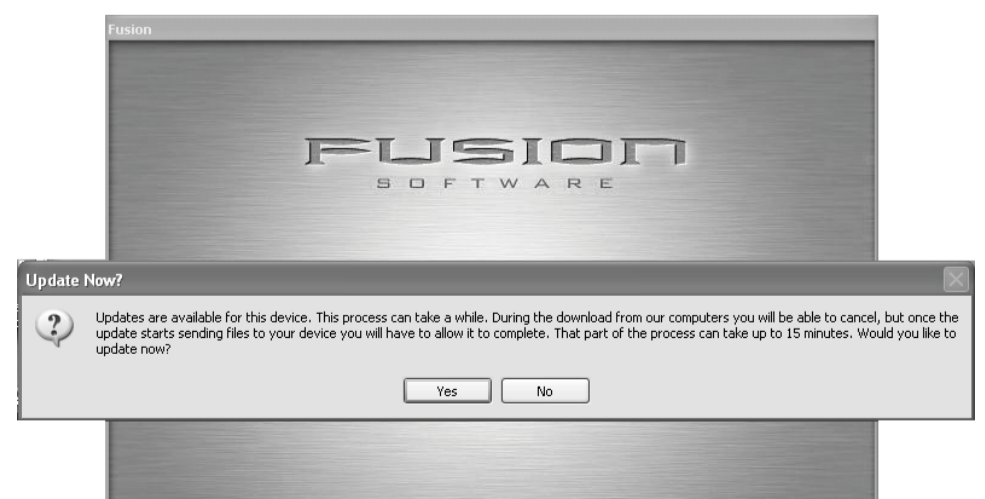 Fusion
FUSION
SOFTWARE
Update Now?
Updates are available for this device. This process can take a while. During the download from our computers you will be able to cancel, but once the
update starts sending files to your device you will have to allow it to complete. That part of the process can take up to 15 minutes. Would you like to
update now?
Yes No